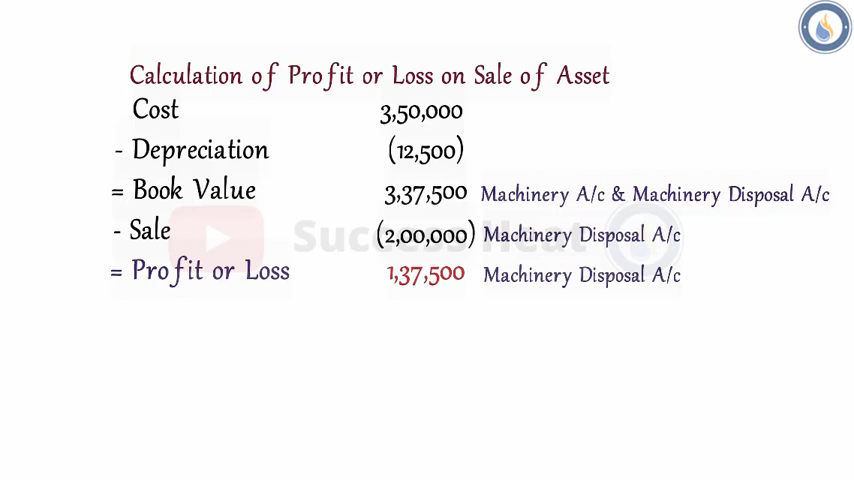 Calculation of Profit or Loss on Sale of Asset
Cost 3,50,000
- Depreciation (12,500)
= Book Value 3,37,500 Machinery A/c & Machinery Disposal A/c
- Sale (2,00,000) Machinery Disposal A/c
Success Heat
= Profit or Loss 1,37,500 Machinery Disposal A/c